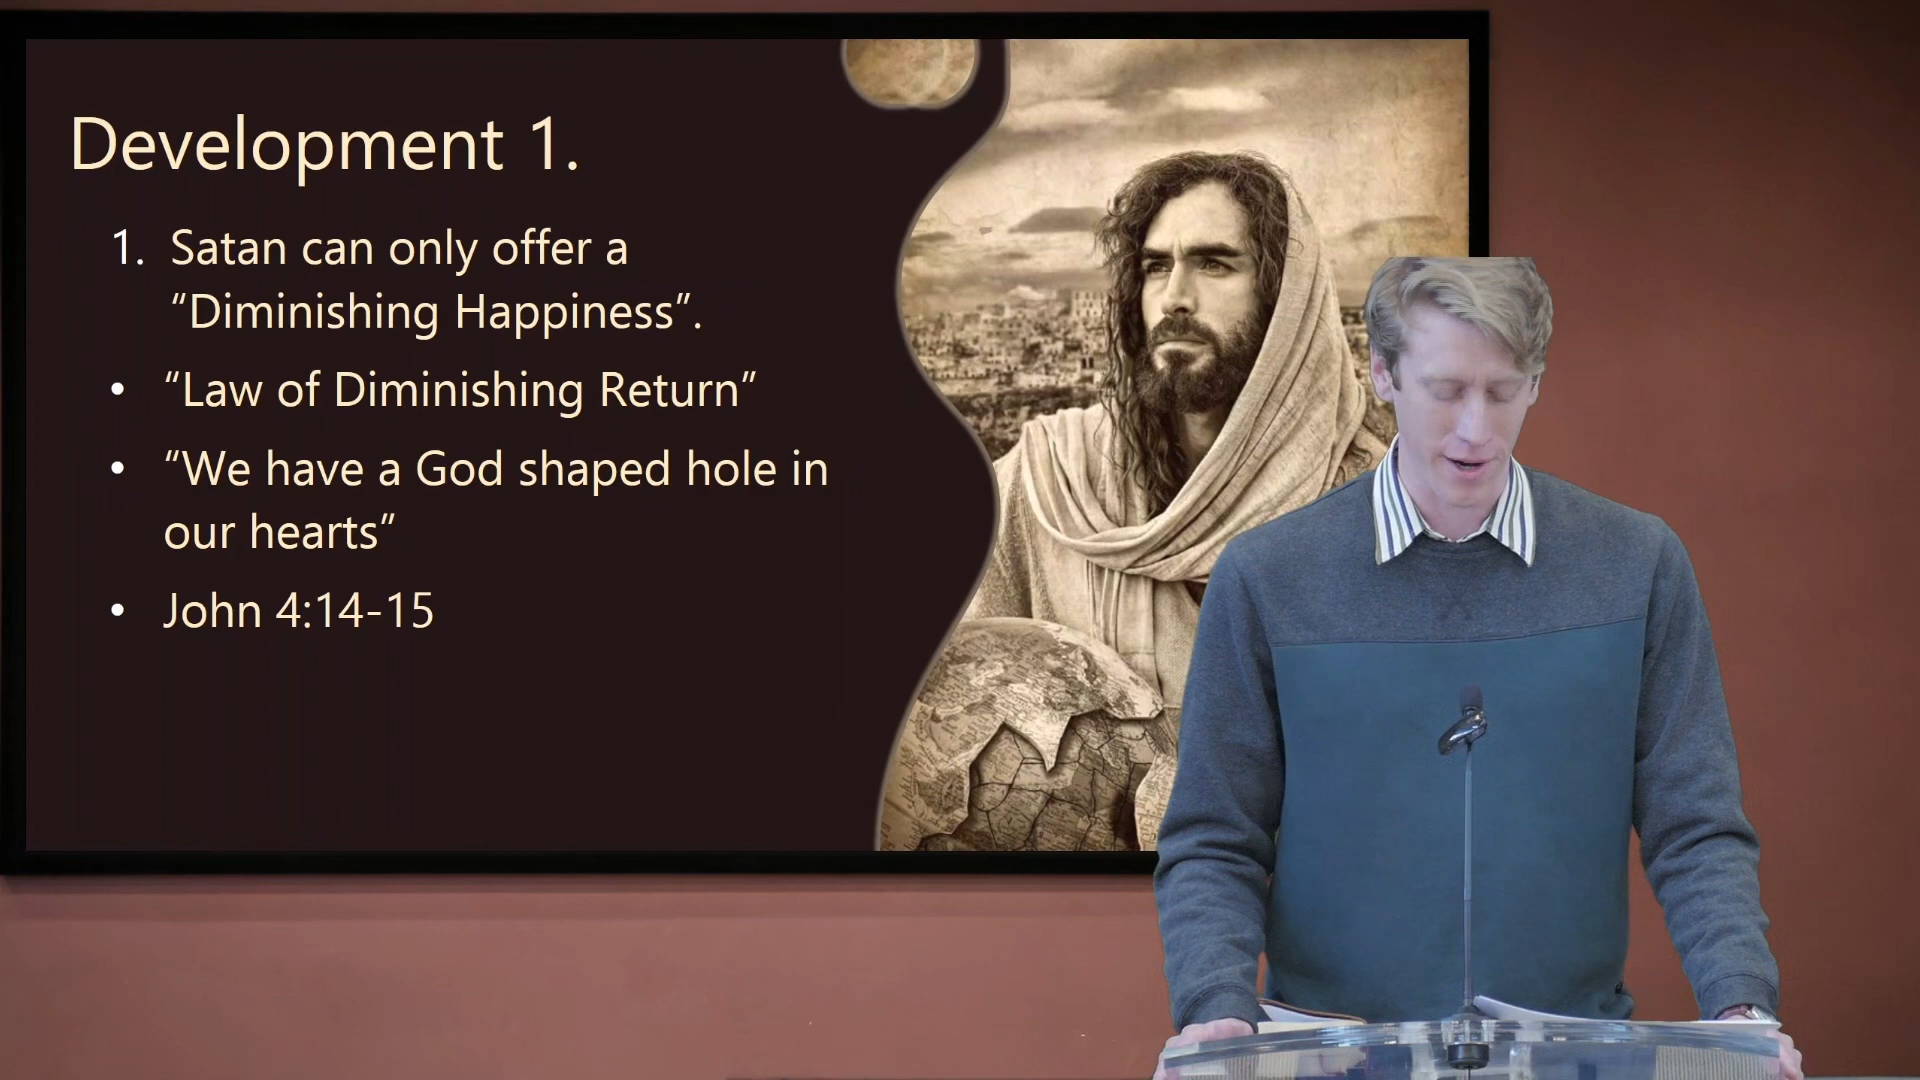 Development 1.
1. Satan can only offer a
“Diminishing Happiness”.
• “Law of Diminishing Return”
• “We have a God shaped hole in
our hearts”
• John 4:14-15